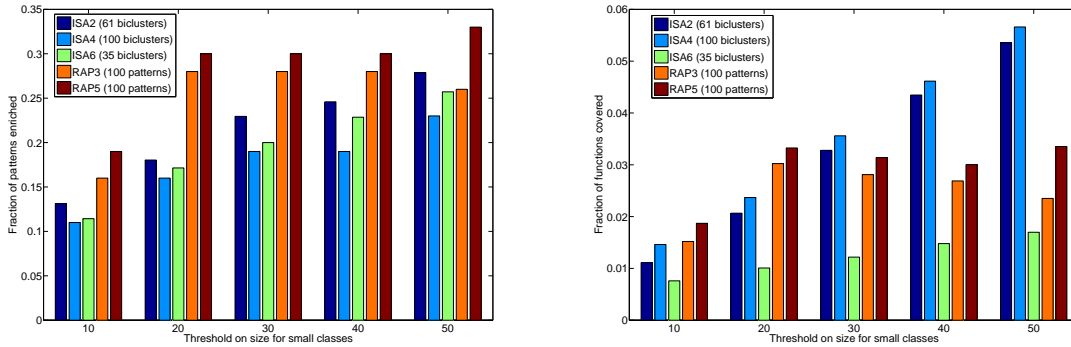 Fraction of patterns enriched
0.35
0.3
0.25
0.2
0.15
0.1
0.05
0
ISA2 (61 biclusters)
ISA4 (100 biclusters)
ISA6 (35 biclusters)
RAP3 (100 patterns)
RAP5 (100 patterns)
10 20 30 40 50
Threshold on size for small classes
Fraction of functions covered
0.06
0.05
0.04
0.03
0.02
0.01
0
ISA2 (61 biclusters)
ISA4 (100 biclusters)
ISA6 (35 biclusters)
RAP3 (100 patterns)
RAP5 (100 patterns)
10 20 30 40 50
Threshold on size for small classes